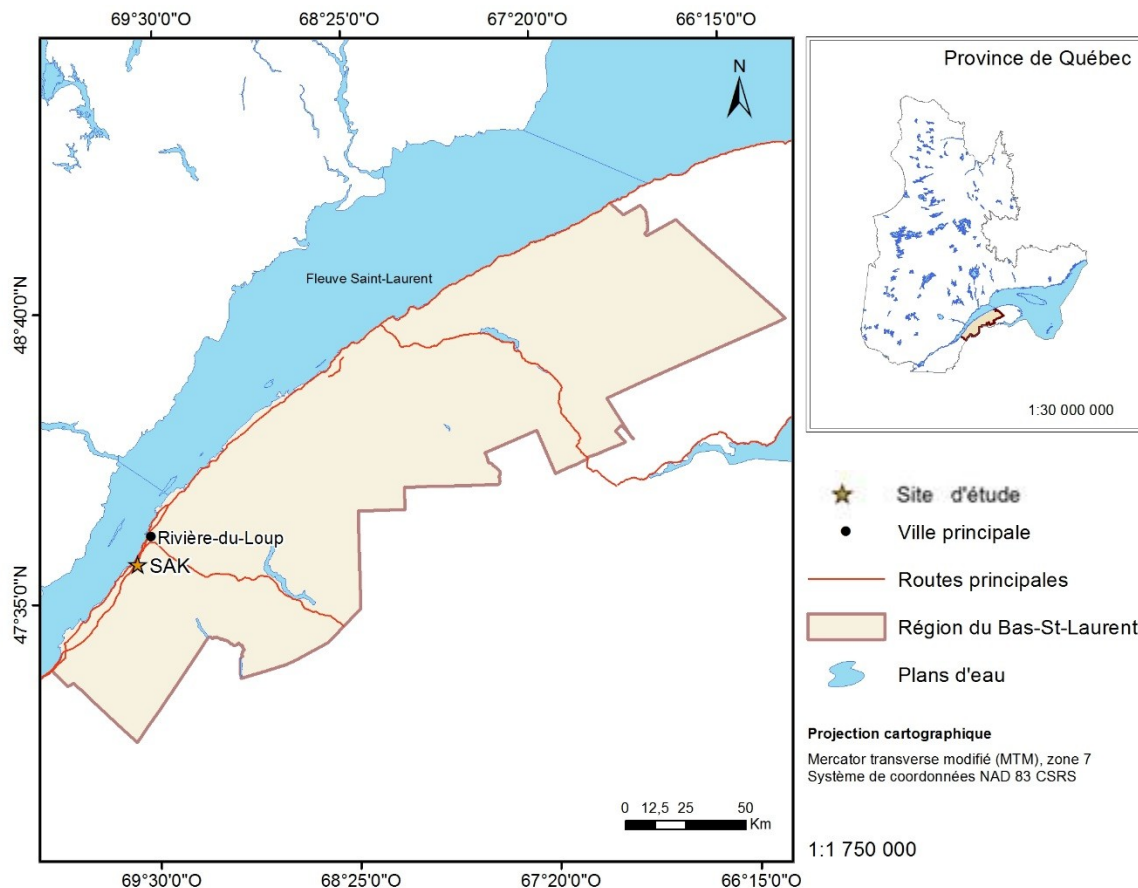 69°30'0"O 68°25'0"O 67°20'0"O 66°15'0"O
N
Fleuve Saint-Laurent
48°40'0"N
47°35'0"N
Rivière-du-Loup
SAK
0 12,5 25 50
Km
69°30'0"O 68°25'0"O 67°20'0"O 66°15'0"O
Province de Québec
1:30 000 000
Site d'étude
Ville principale
Routes principales
Région du Bas-St-Laurent
Plans d'eau
Projection cartographique
Mercator transverse modifié (MTM), zone 7
Système de coordonnées NAD 83 CSRS
1:1 750 000